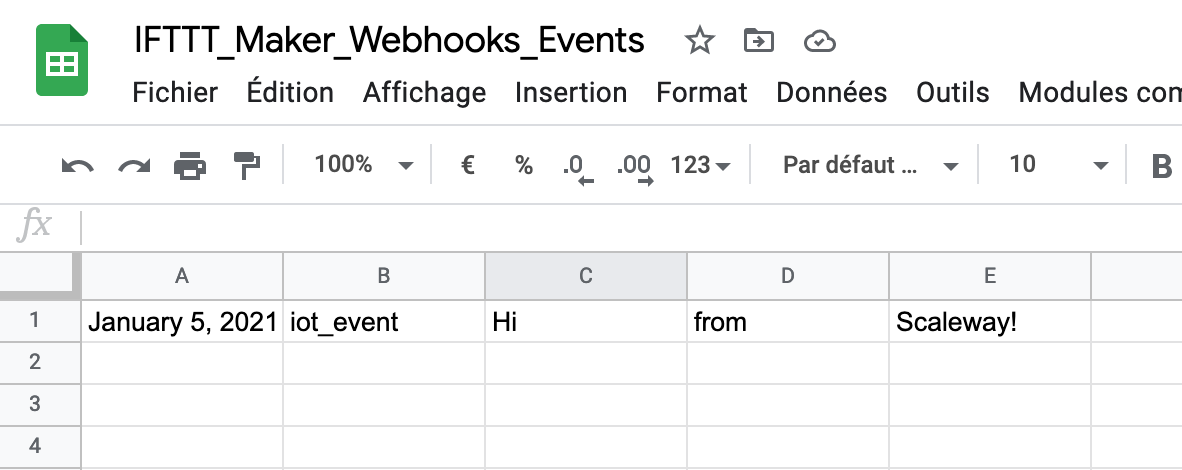 IFTTT_Maker_Webhooks_Events
Fichier Édition Affichage Insertion Format Données Outils Modules com
100% € % .0 .00 123 Par défaut ... 10 B
fx
A B C D E
1 January 5, 2021 iot_event Hi from Scaleway!
2
3
4